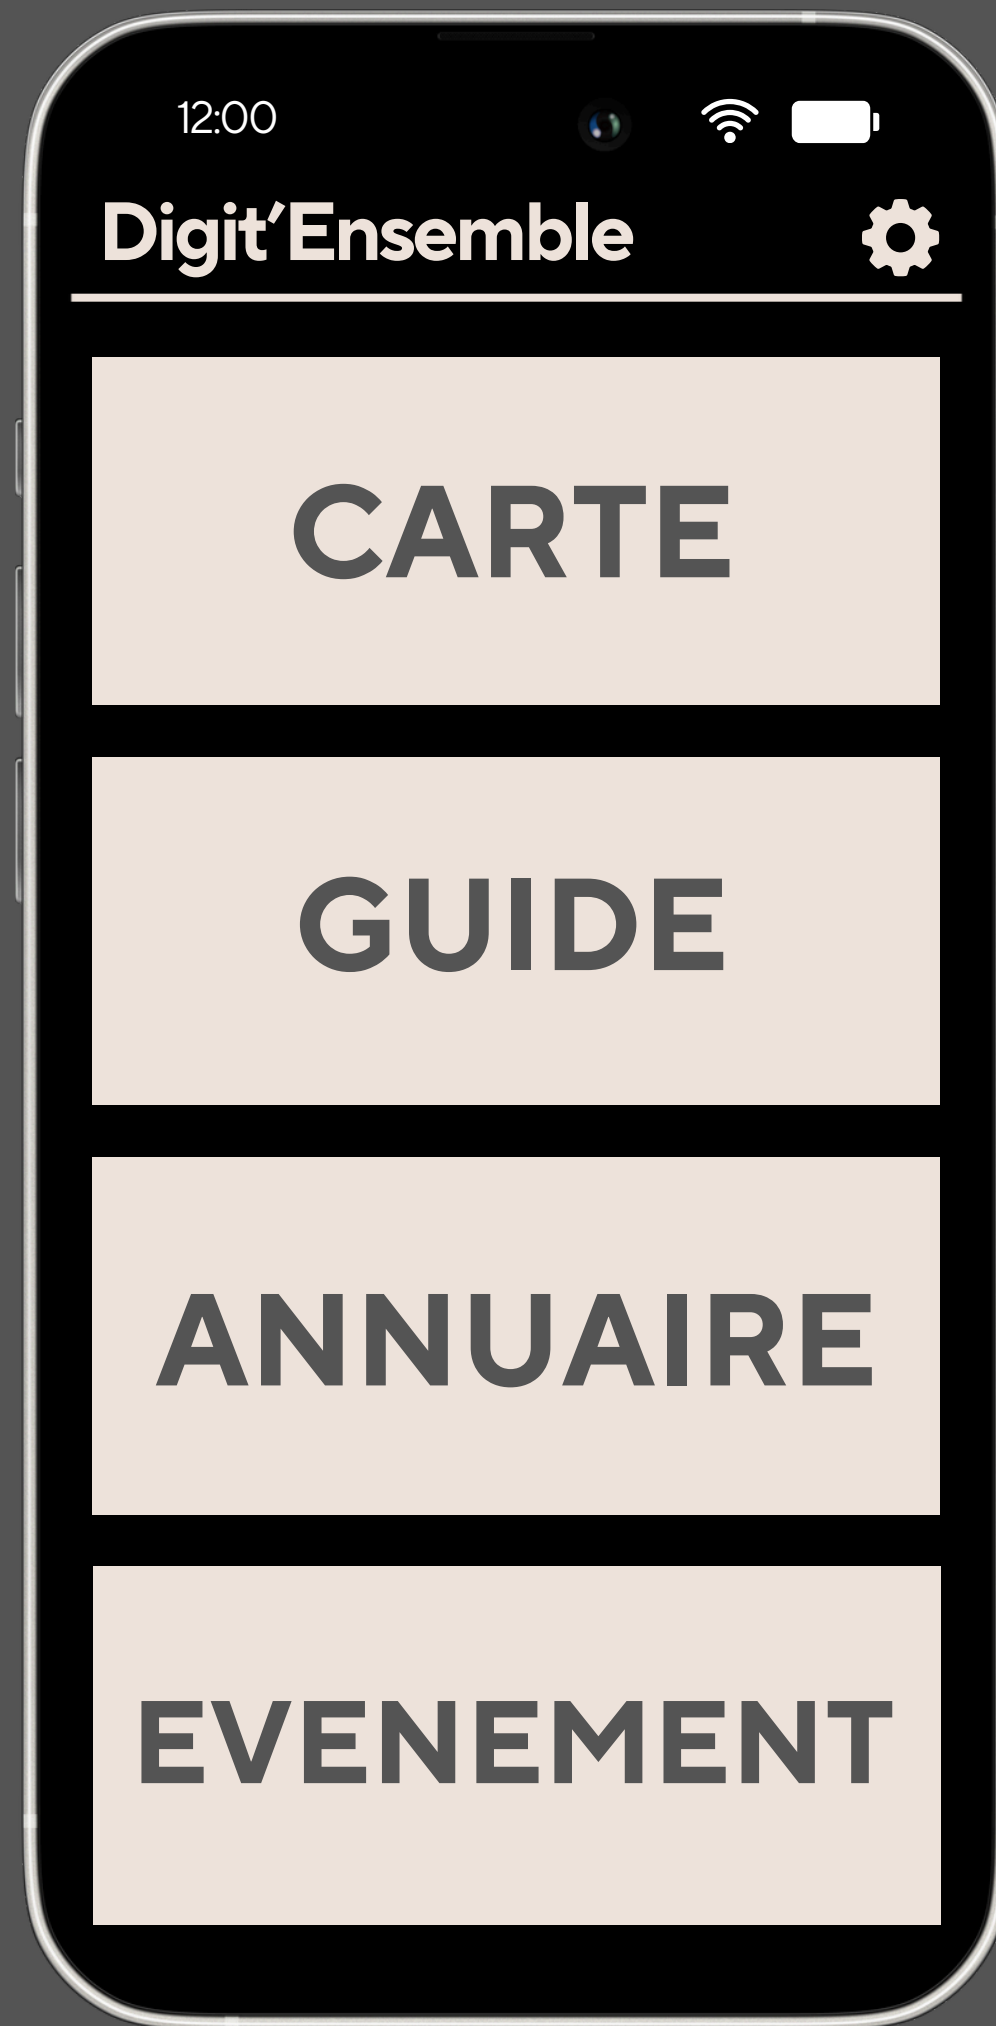 12:00
Digit'Ensemble
CARTE
GUIDE
ANNUAIRE
EVENEMENT